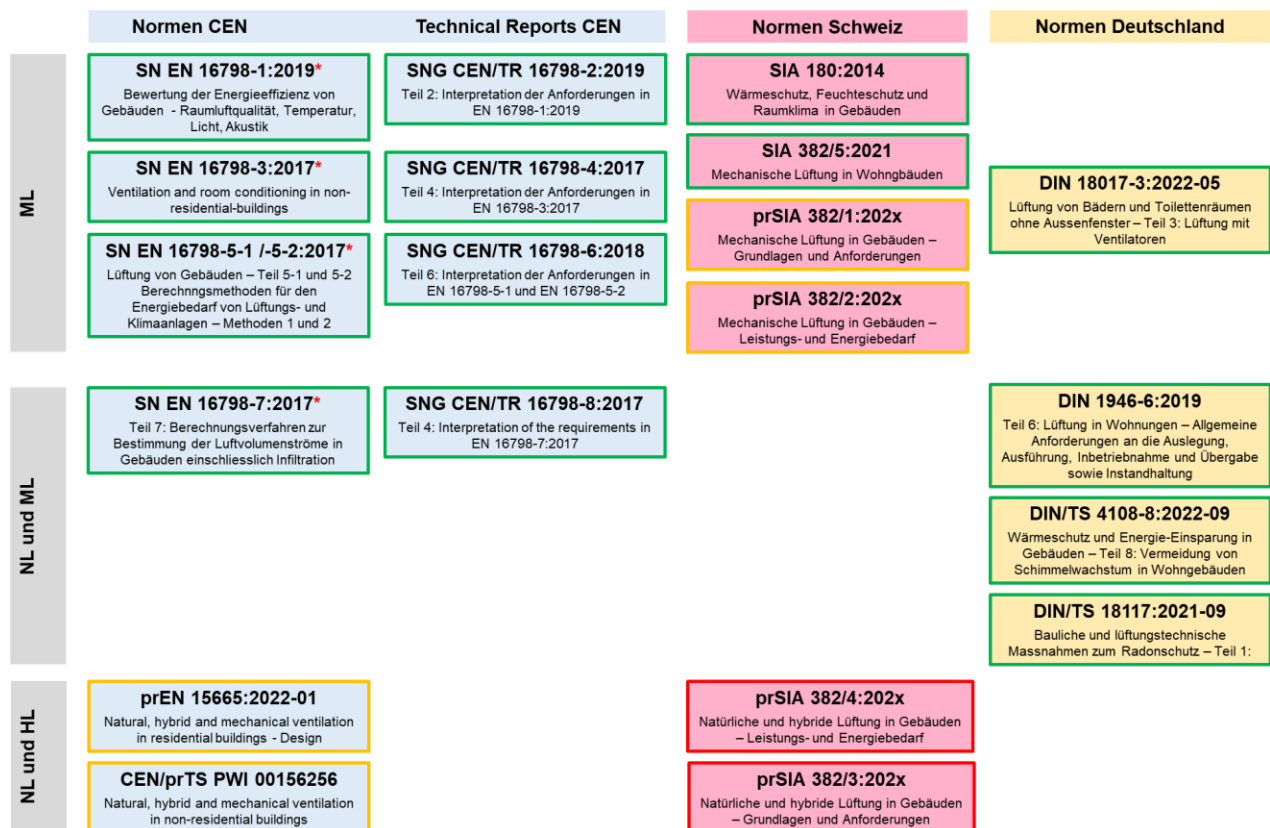 Normen CEN
Technical Reports CEN
Normen Schweiz
Normen Deutschland
ML
SN EN 16798-1:2019*
Bewertung der Energieeffizienz von
Gebäuden - Raumluftqualität, Temperatur,
Licht, Akustik
SNG CEN/TR 16798-2:2019
Teil 2: Interpretation der Anforderungen in
EN 16798-1:2019
SIA 180:2014
Wärmeschutz, Feuchteschutz und
Raumklima in Gebäuden
SN EN 16798-3:2017*
Ventilation and room conditioning in non-
residential-buildings
SNG CEN/TR 16798-4:2017
Teil 4: Interpretation der Anforderungen in
EN 16798-3:2017
SIA 382/5:2021
Mechanische Lüftung in Wohngbäuden
DIN 18017-3:2022-05
Lüftung von Bädern und Toilettenräumen
ohne Aussenfenster – Teil 3: Lüftung mit
Ventilatoren
prSIA 382/1:202x
Mechanische Lüftung in Gebäuden –
Grundlagen und Anforderungen
SN EN 16798-5-1 /-5-2:2017*
Lüftung von Gebäuden – Teil 5-1 und 5-2
Berechnngsmethoden für den
Energiebedarf von Lüftungs- und
Klimaanlagen – Methoden 1 und 2
SNG CEN/TR 16798-6:2018
Teil 6: Interpretation der Anforderungen in
EN 16798-5-1 und EN 16798-5-2
prSIA 382/2:202x
Mechanische Lüftung in Gebäuden –
Leistungs- und Energiebedarf
NL und ML
SN EN 16798-7:2017*
Teil 7: Berechnungsverfahren zur
Bestimmung der Luftvolumenströme in
Gebäuden einschliesslich Infiltration
SNG CEN/TR 16798-8:2017
Teil 4: Interpretation of the requirements in
EN 16798-7:2017
DIN 1946-6:2019
Teil 6: Lüftung in Wohnungen – Allgemeine
Anforderungen an die Auslegung,
Ausführung, Inbetriebnahme und Übergabe
sowie Instandhaltung
DIN/TS 4108-8:2022-09
Wärmeschutz und Energie-Einsparung in
Gebäuden – Teil 8: Vermeidung von
Schimmelwachstum in Wohngebäuden
DIN/TS 18117:2021-09
Bauliche und lüftungstechnische
Massnahmen zum Radonschutz – Teil 1:
NL und HL
prEN 15665:2022-01
Natural, hybrid and mechanical ventilation
in residential buildings - Design
prSIA 382/4:202x
Natürliche und hybride Lüftung in Gebäuden
– Leistungs- und Energiebedarf
CEN/prTS PWI 00156256
Natural, hybrid and mechanical ventilation
in non-residential buildings
prSIA 382/3:202x
Natürliche und hybride Lüftung in Gebäuden
– Grundlagen und Anforderungen